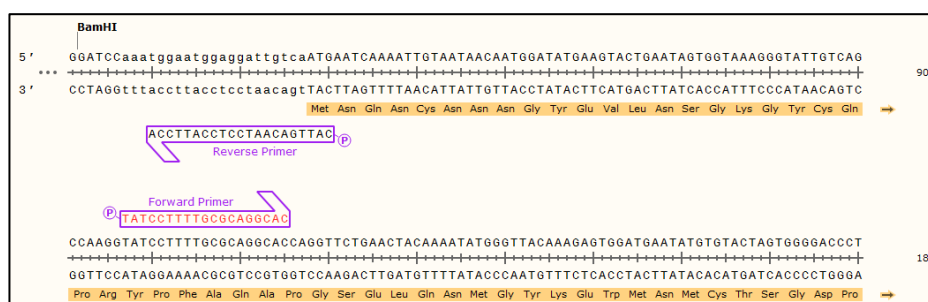 BamHI
5' GGATCCaaatggaatggaggattgtcaATGAATCAAAATTGTAATAACAATGGATATGAAGTACTGAATAGTGGTAAAGGGTATTGTCAG
... 90
3' CCTAGGtttaccttacctcctaacagtTACTTAGTTTTAACATTATTGTTACCTATACTTCATGACTTATCACCATTTCCCATAACAGTC
Met Asn Gln Asn Cys Asn Asn Asn Gly Tyr Glu Val Leu Asn Ser Gly Lys Gly Tyr Cys Gln
ACCTTACCTCCTAACAGTTAC P
Reverse Primer
Forward Primer
P TATCCTTTTGCGCAGGCAC
CCAAGGTATCCTTTTGCGCAGGCACCAGGTTCTGAACTACAAAATATGGGTTACAAAGAGTGGATGAATATGTGTACTAGTGGGGACCCT
18
GGTTCCATAGGAAAACGCGTCCGTGGTCCAAGACTTGATGTTTTATACCCAATGTTTCTCACCTACTTATACACATGATCACCCCTGGGA
Pro Arg Tyr Pro Phe Ala Gln Ala Pro Gly Ser Glu Leu Gln Asn Met Gly Tyr Lys Glu Trp Met Asn Met Cys Thr Ser Gly Asp Pro